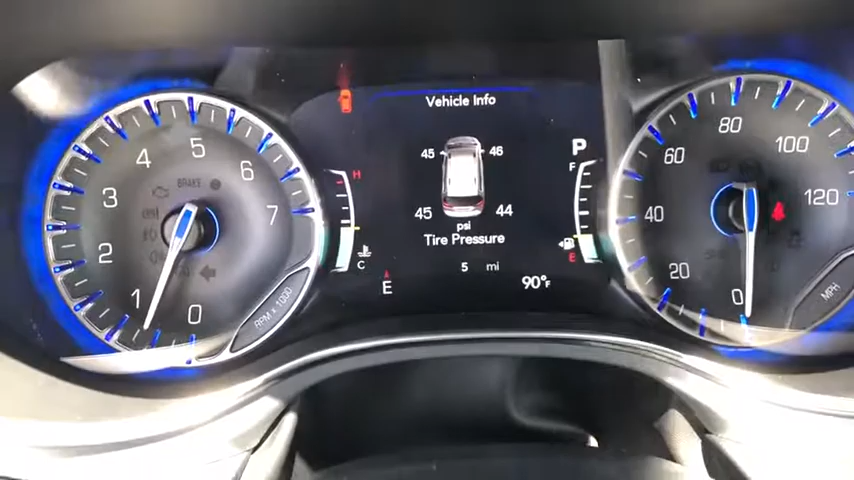 Vehicle Info
45 46
45 44
psi
Tire Pressure
5 mi
90°F
E
P
H
C
F
E
0
1
2
3
4
5
6
7
BRAKE
RPM x 1000
0
20
40
60
80
100
120
MPH